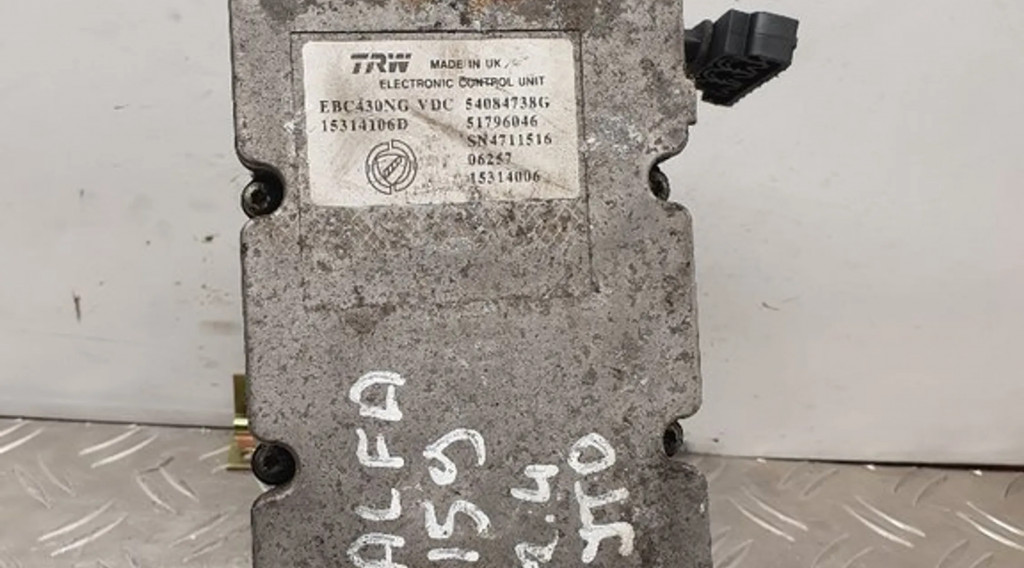 TRW MADE IN UK
ELECTRONIC CONTROL UNIT
EBC430NG VDC 54084738G
15314106D 51796046
SN4711516
06257
15314006
ALFA
159
2.4
JTD